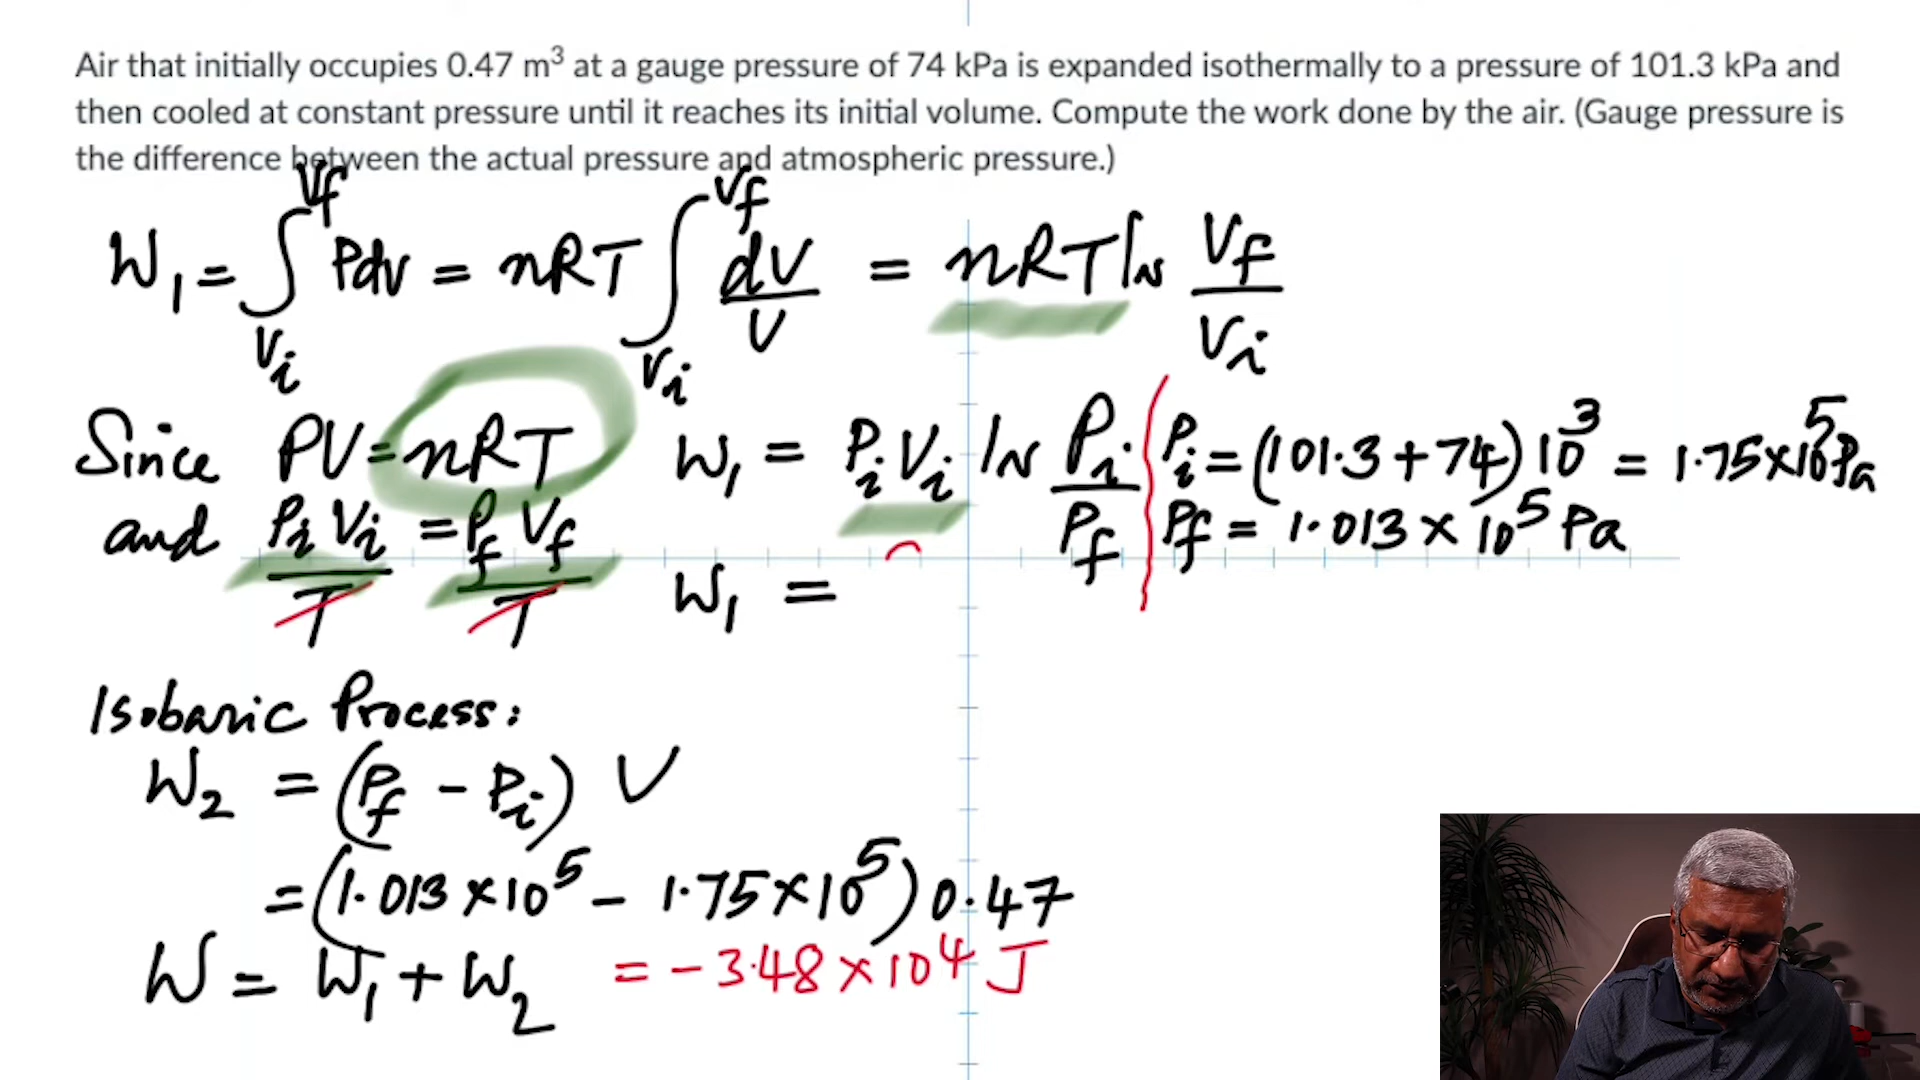 Air that initially occupies 0.47 m³ at a gauge pressure of 74 kPa is expanded isothermally to a pressure of 101.3 kPa and
then cooled at constant pressure until it reaches its initial volume. Compute the work done by the air. (Gauge pressure is
the difference between the actual pressure and atmospheric pressure.)
W₁ = ∫_{Vi}^{Vf} Pdv = nRT ∫_{Vi}^{Vf} dV/V = nRT ln Vf/Vi
Since PV = nRT W₁ = PiVi ln Pi/Pf Pi = (101.3+74)10³ = 1.75×10⁵Pa
and PiVi/T = PfVf/T Pf = 1.013 × 10⁵ Pa
W₁ =
Isobaric Process:
W₂ = (Pf - Pi) V
= (1.013 × 10⁵ - 1.75×10⁵) 0.47
W = W₁ + W₂ = -3.48 × 10⁴ J